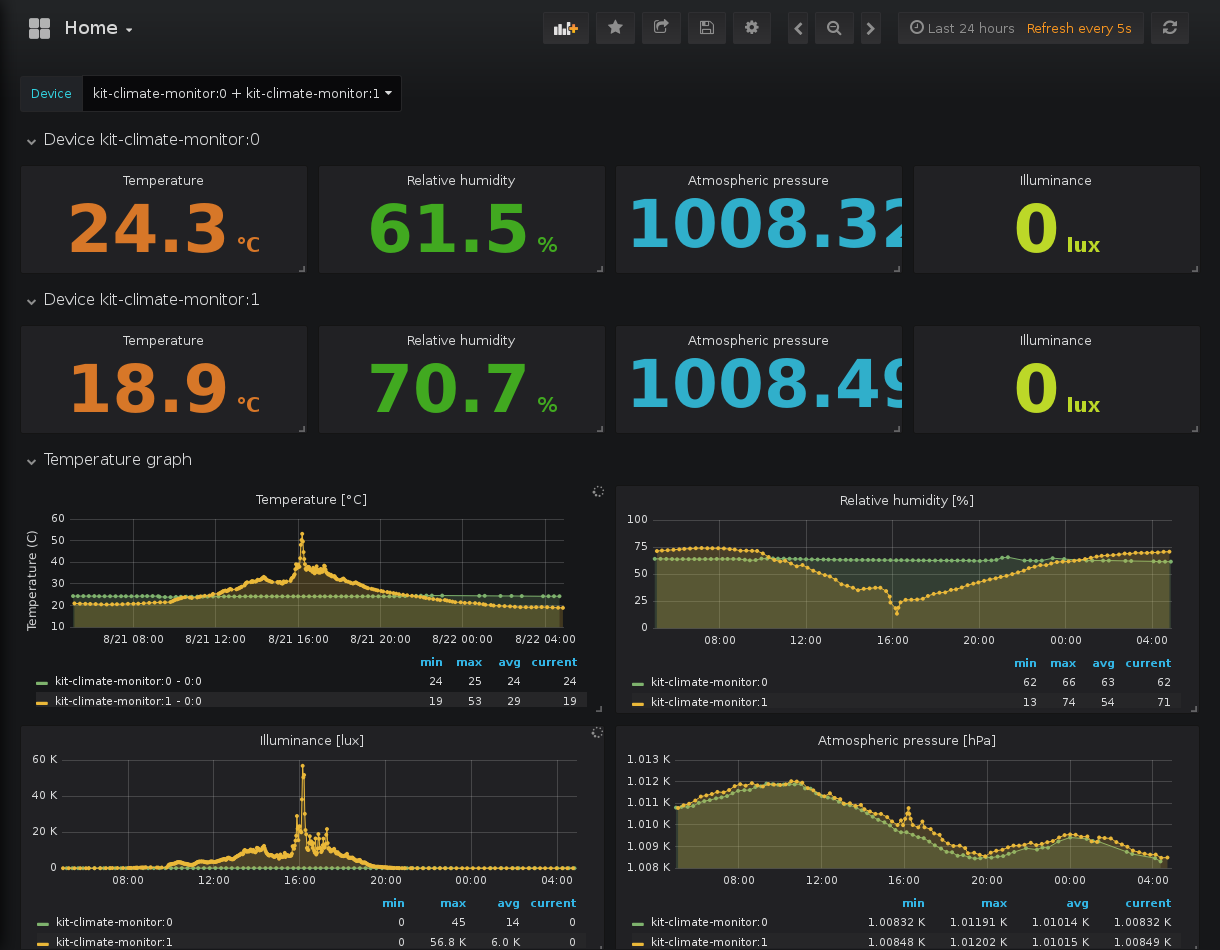 Home
Last 24 hours Refresh every 5s
Device kit-climate-monitor:0 + kit-climate-monitor:1
Device kit-climate-monitor:0
Temperature Relative humidity Atmospheric pressure Illuminance
24.3 °C 61.5 % 1008.32 0 lux
Device kit-climate-monitor:1
Temperature Relative humidity Atmospheric pressure Illuminance
18.9 °C 70.7 % 1008.49 0 lux
Temperature graph
Temperature [°C]
Temperature (C)
60
50
40
30
20
10
8/21 08:00 8/21 12:00 8/21 16:00 8/21 20:00 8/22 00:00 8/22 04:00
min max avg current
kit-climate-monitor:0 - 0:0 24 25 24 24
kit-climate-monitor:1 - 0:0 19 53 29 19
Relative humidity [%]
100
75
50
25
0
08:00 12:00 16:00 20:00 00:00 04:00
min max avg current
kit-climate-monitor:0 62 66 63 62
kit-climate-monitor:1 13 74 54 71
Illuminance [lux]
60 K
40 K
20 K
0
08:00 12:00 16:00 20:00 00:00 04:00
min max avg current
kit-climate-monitor:0 0 45 14 0
kit-climate-monitor:1 0 56.8 K 6.0 K 0
Atmospheric pressure [hPa]
1.013 K
1.012 K
1.011 K
1.010 K
1.009 K
1.008 K
08:00 12:00 16:00 20:00 00:00 04:00
min max avg current
kit-climate-monitor:0 1.00832 K 1.01191 K 1.01014 K 1.00832 K
kit-climate-monitor:1 1.00848 K 1.01202 K 1.01015 K 1.00849 K